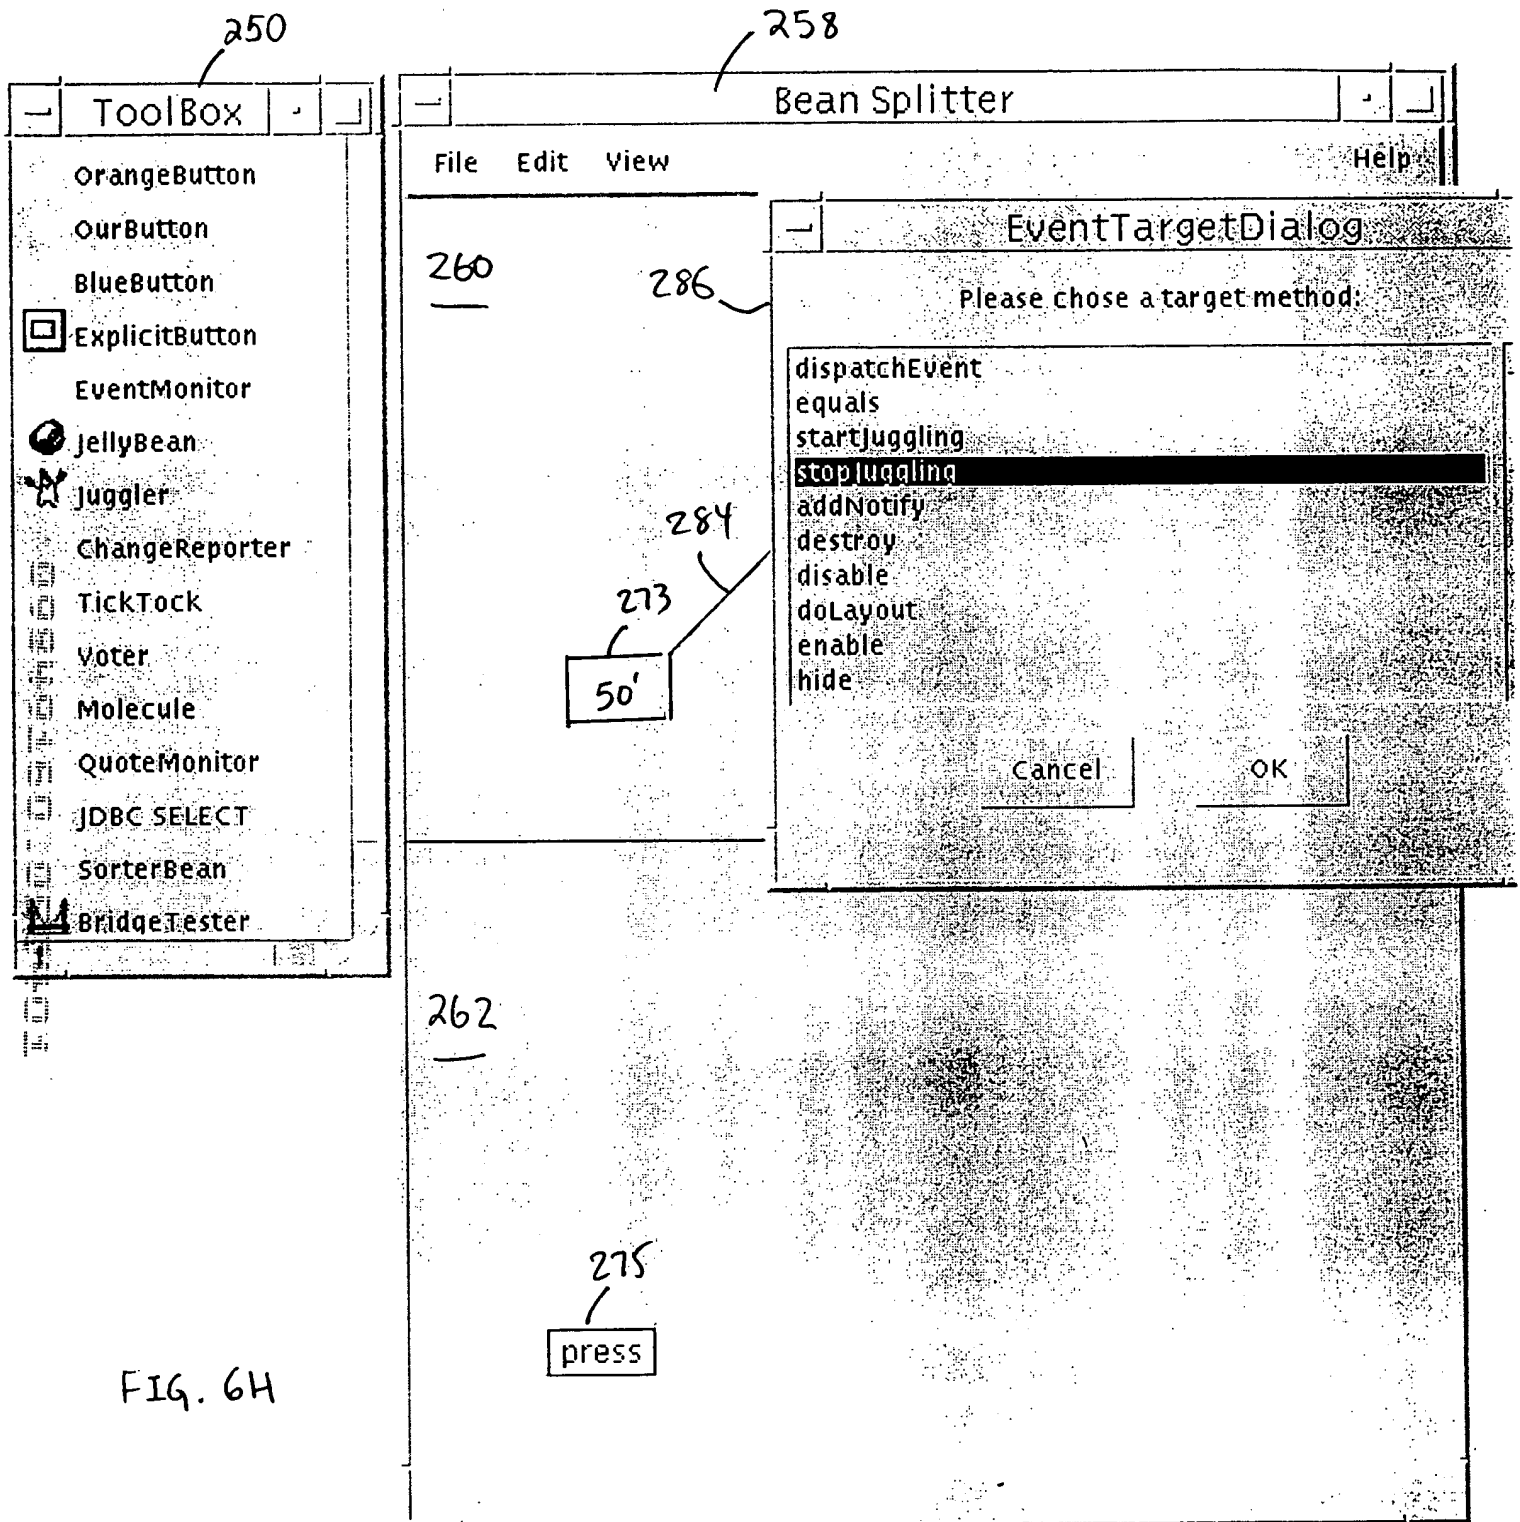 250
258
ToolBox
Bean Splitter
File Edit View Help
OrangeButton
OurButton
BlueButton
ExplicitButton
EventMonitor
JellyBean
Juggler
ChangeReporter
TickTock
Voter
Molecule
QuoteMonitor
JDBC SELECT
SorterBean
BridgeTester
260
286
EventTargetDialog
Please chose a target method:
dispatchEvent
equals
startJuggling
stopJuggling
addNotify
destroy
disable
doLayout
enable
hide
Cancel OK
284
273
50'
262
275
press
FIG. 6H